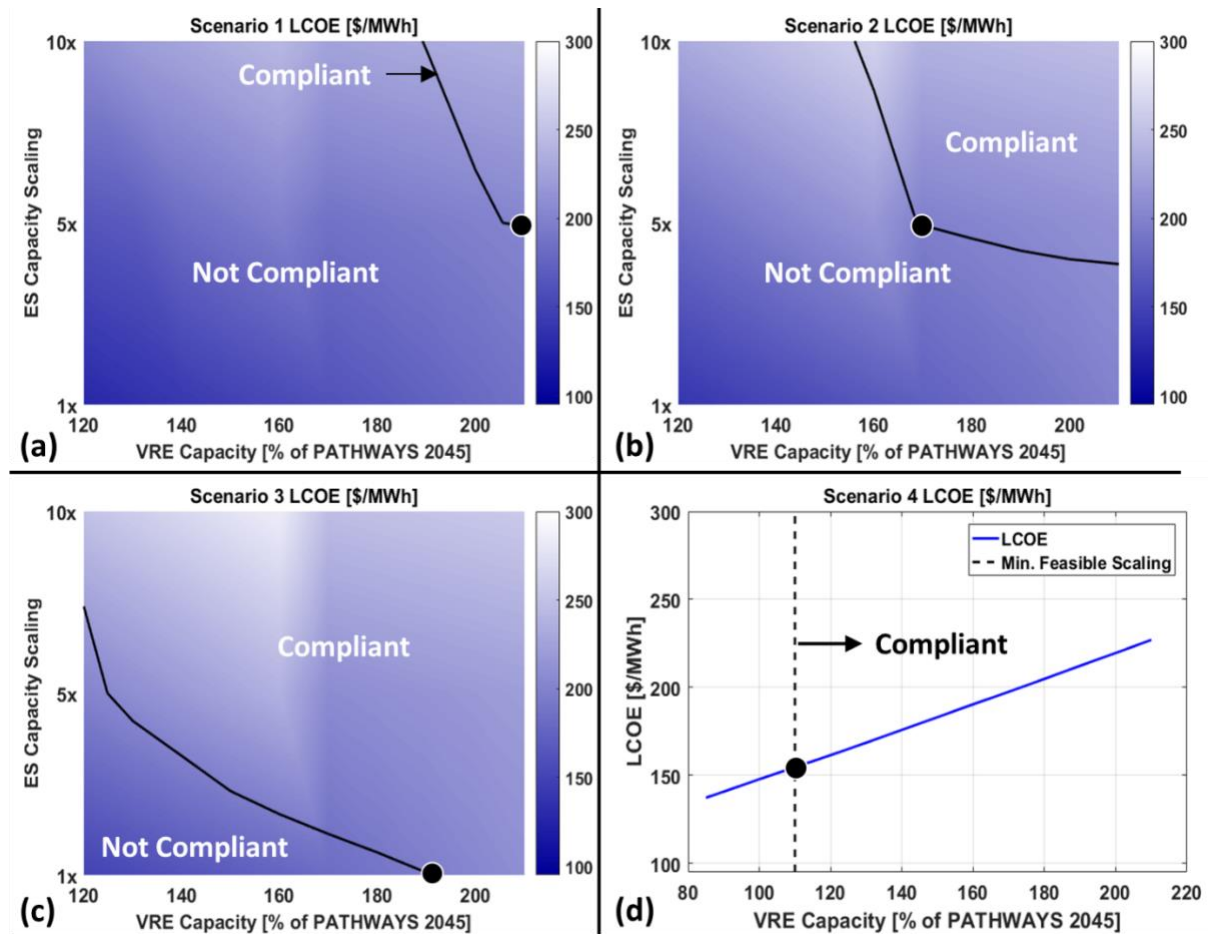 Scenario 1 LCOE [$/MWh]
10x
5x
1x
ES Capacity Scaling
Compliant
Not Compliant
300
250
200
150
100
120 140 160 180 200
VRE Capacity [% of PATHWAYS 2045]
(a)
Scenario 2 LCOE [$/MWh]
10x
5x
1x
ES Capacity Scaling
Compliant
Not Compliant
300
250
200
150
100
120 140 160 180 200
VRE Capacity [% of PATHWAYS 2045]
(b)
Scenario 3 LCOE [$/MWh]
10x
5x
1x
ES Capacity Scaling
Compliant
Not Compliant
300
250
200
150
100
120 140 160 180 200
VRE Capacity [% of PATHWAYS 2045]
(c)
Scenario 4 LCOE [$/MWh]
300
250
200
150
100
LCOE [$/MWh]
LCOE
Min. Feasible Scaling
Compliant
80 100 120 140 160 180 200 220
VRE Capacity [% of PATHWAYS 2045]
(d)